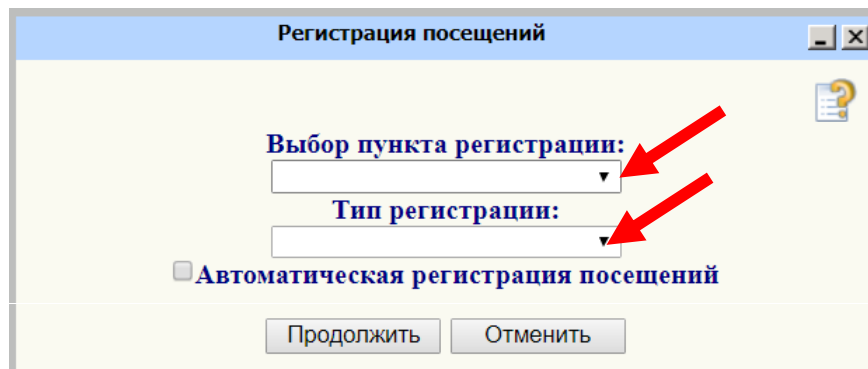 Регистрация посещений
Выбор пункта регистрации:
Тип регистрации:
Автоматическая регистрация посещений
Продолжить Отменить